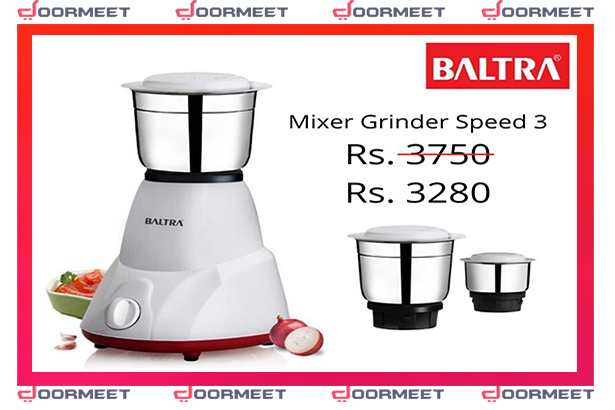 DOORMEET DOORMEET DOORMEET DOORMEET
BALTRA®
Mixer Grinder Speed 3
Rs. 3750
Rs. 3280
BALTRA
DOORMEET DOORMEET DOORMEET DOORMEET